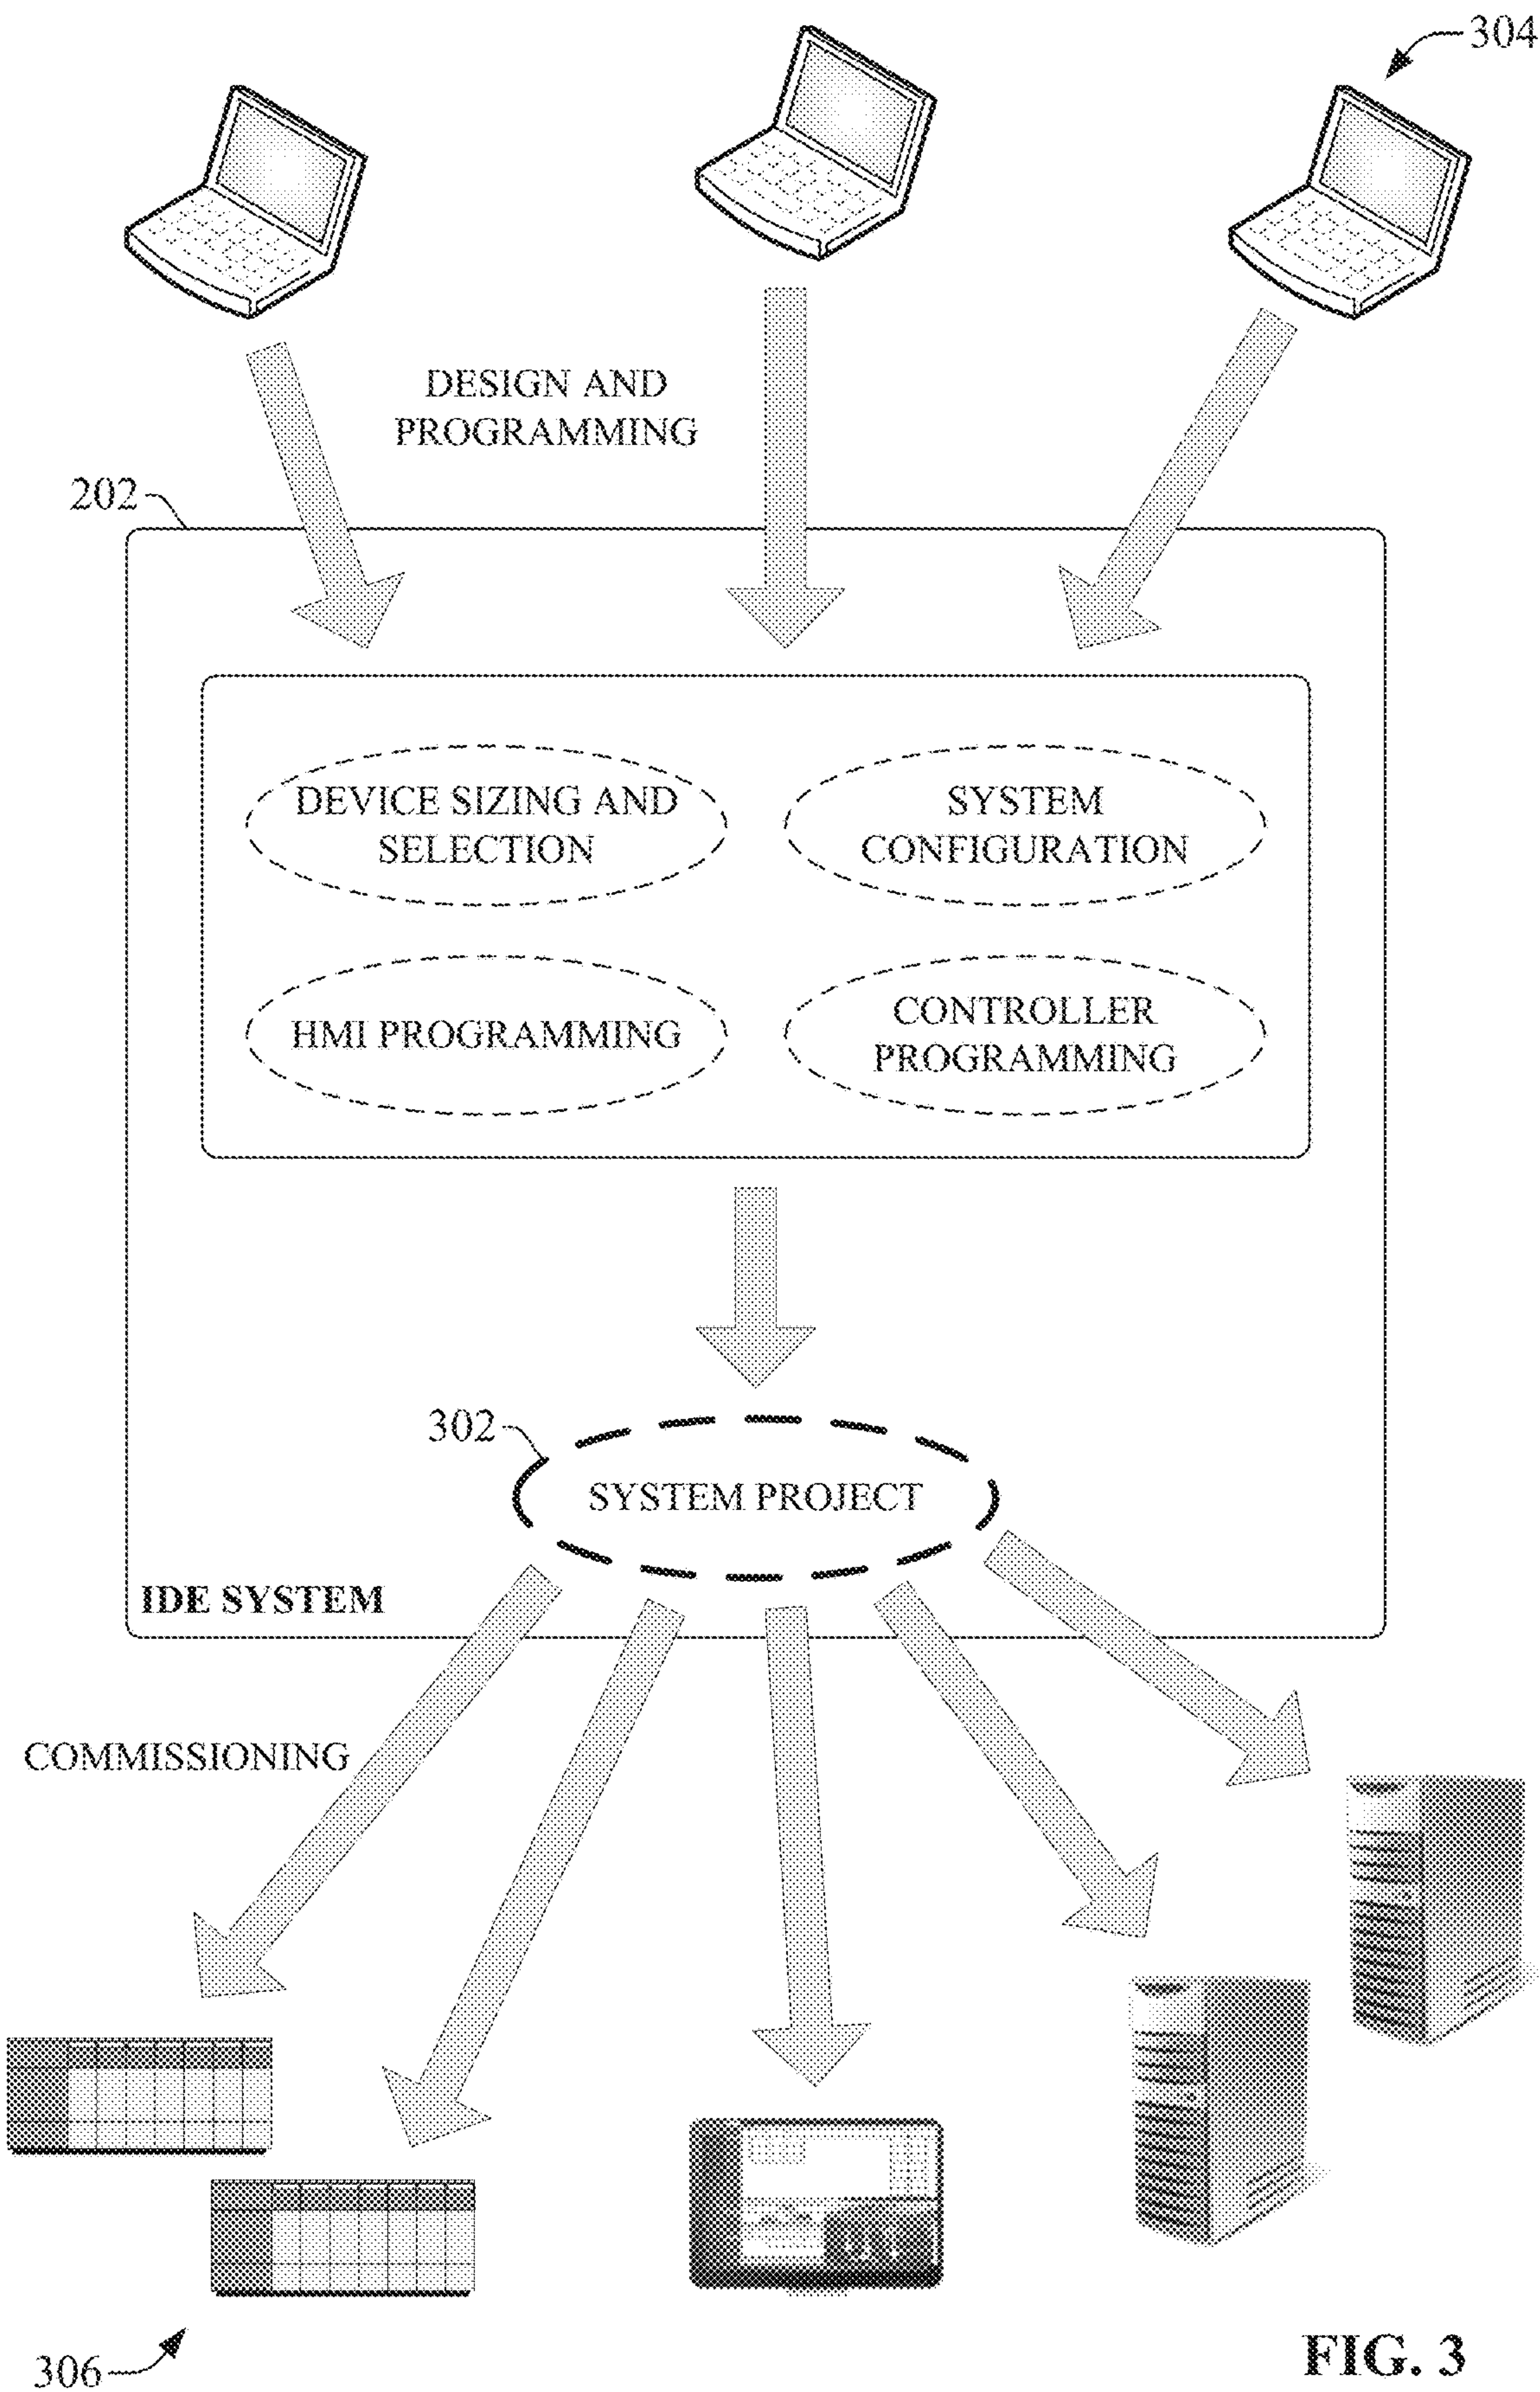 304
DESIGN AND
PROGRAMMING
202
DEVICE SIZING AND
SELECTION
SYSTEM
CONFIGURATION
HMI PROGRAMMING
CONTROLLER
PROGRAMMING
302
SYSTEM PROJECT
IDE SYSTEM
COMMISSIONING
306
FIG. 3